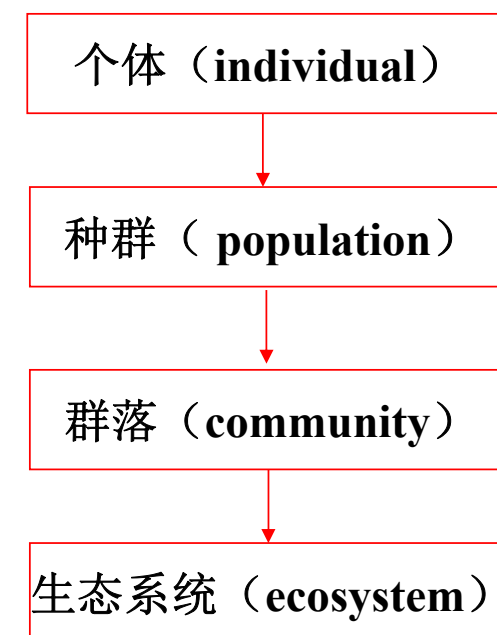 个体（individual）
种群（ population）
群落（community）
生态系统（ecosystem）